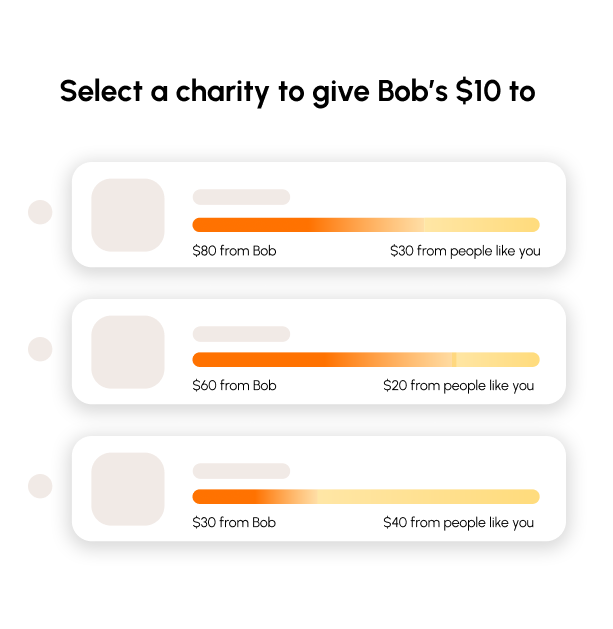 Select a charity to give Bob’s $10 to
$80 from Bob
$30 from people like you
$60 from Bob
$20 from people like you
$30 from Bob
$40 from people like you